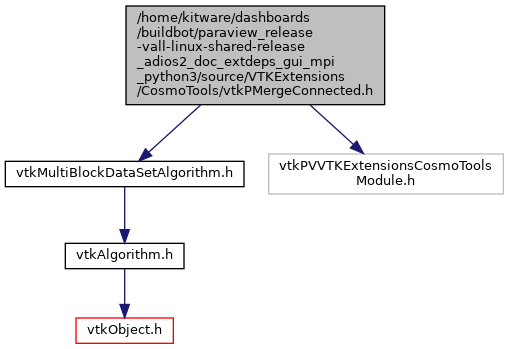 /home/kitware/dashboards
/buildbot/paraview_release
-vall-linux-shared-release
_adios2_doc_extdeps_gui_mpi
_python3/source/VTKExtensions
/CosmoTools/vtkPMergeConnected.h
vtkMultiBlockDataSetAlgorithm.h
vtkPVVTKExtensionsCosmoTools
Module.h
vtkAlgorithm.h
vtkObject.h